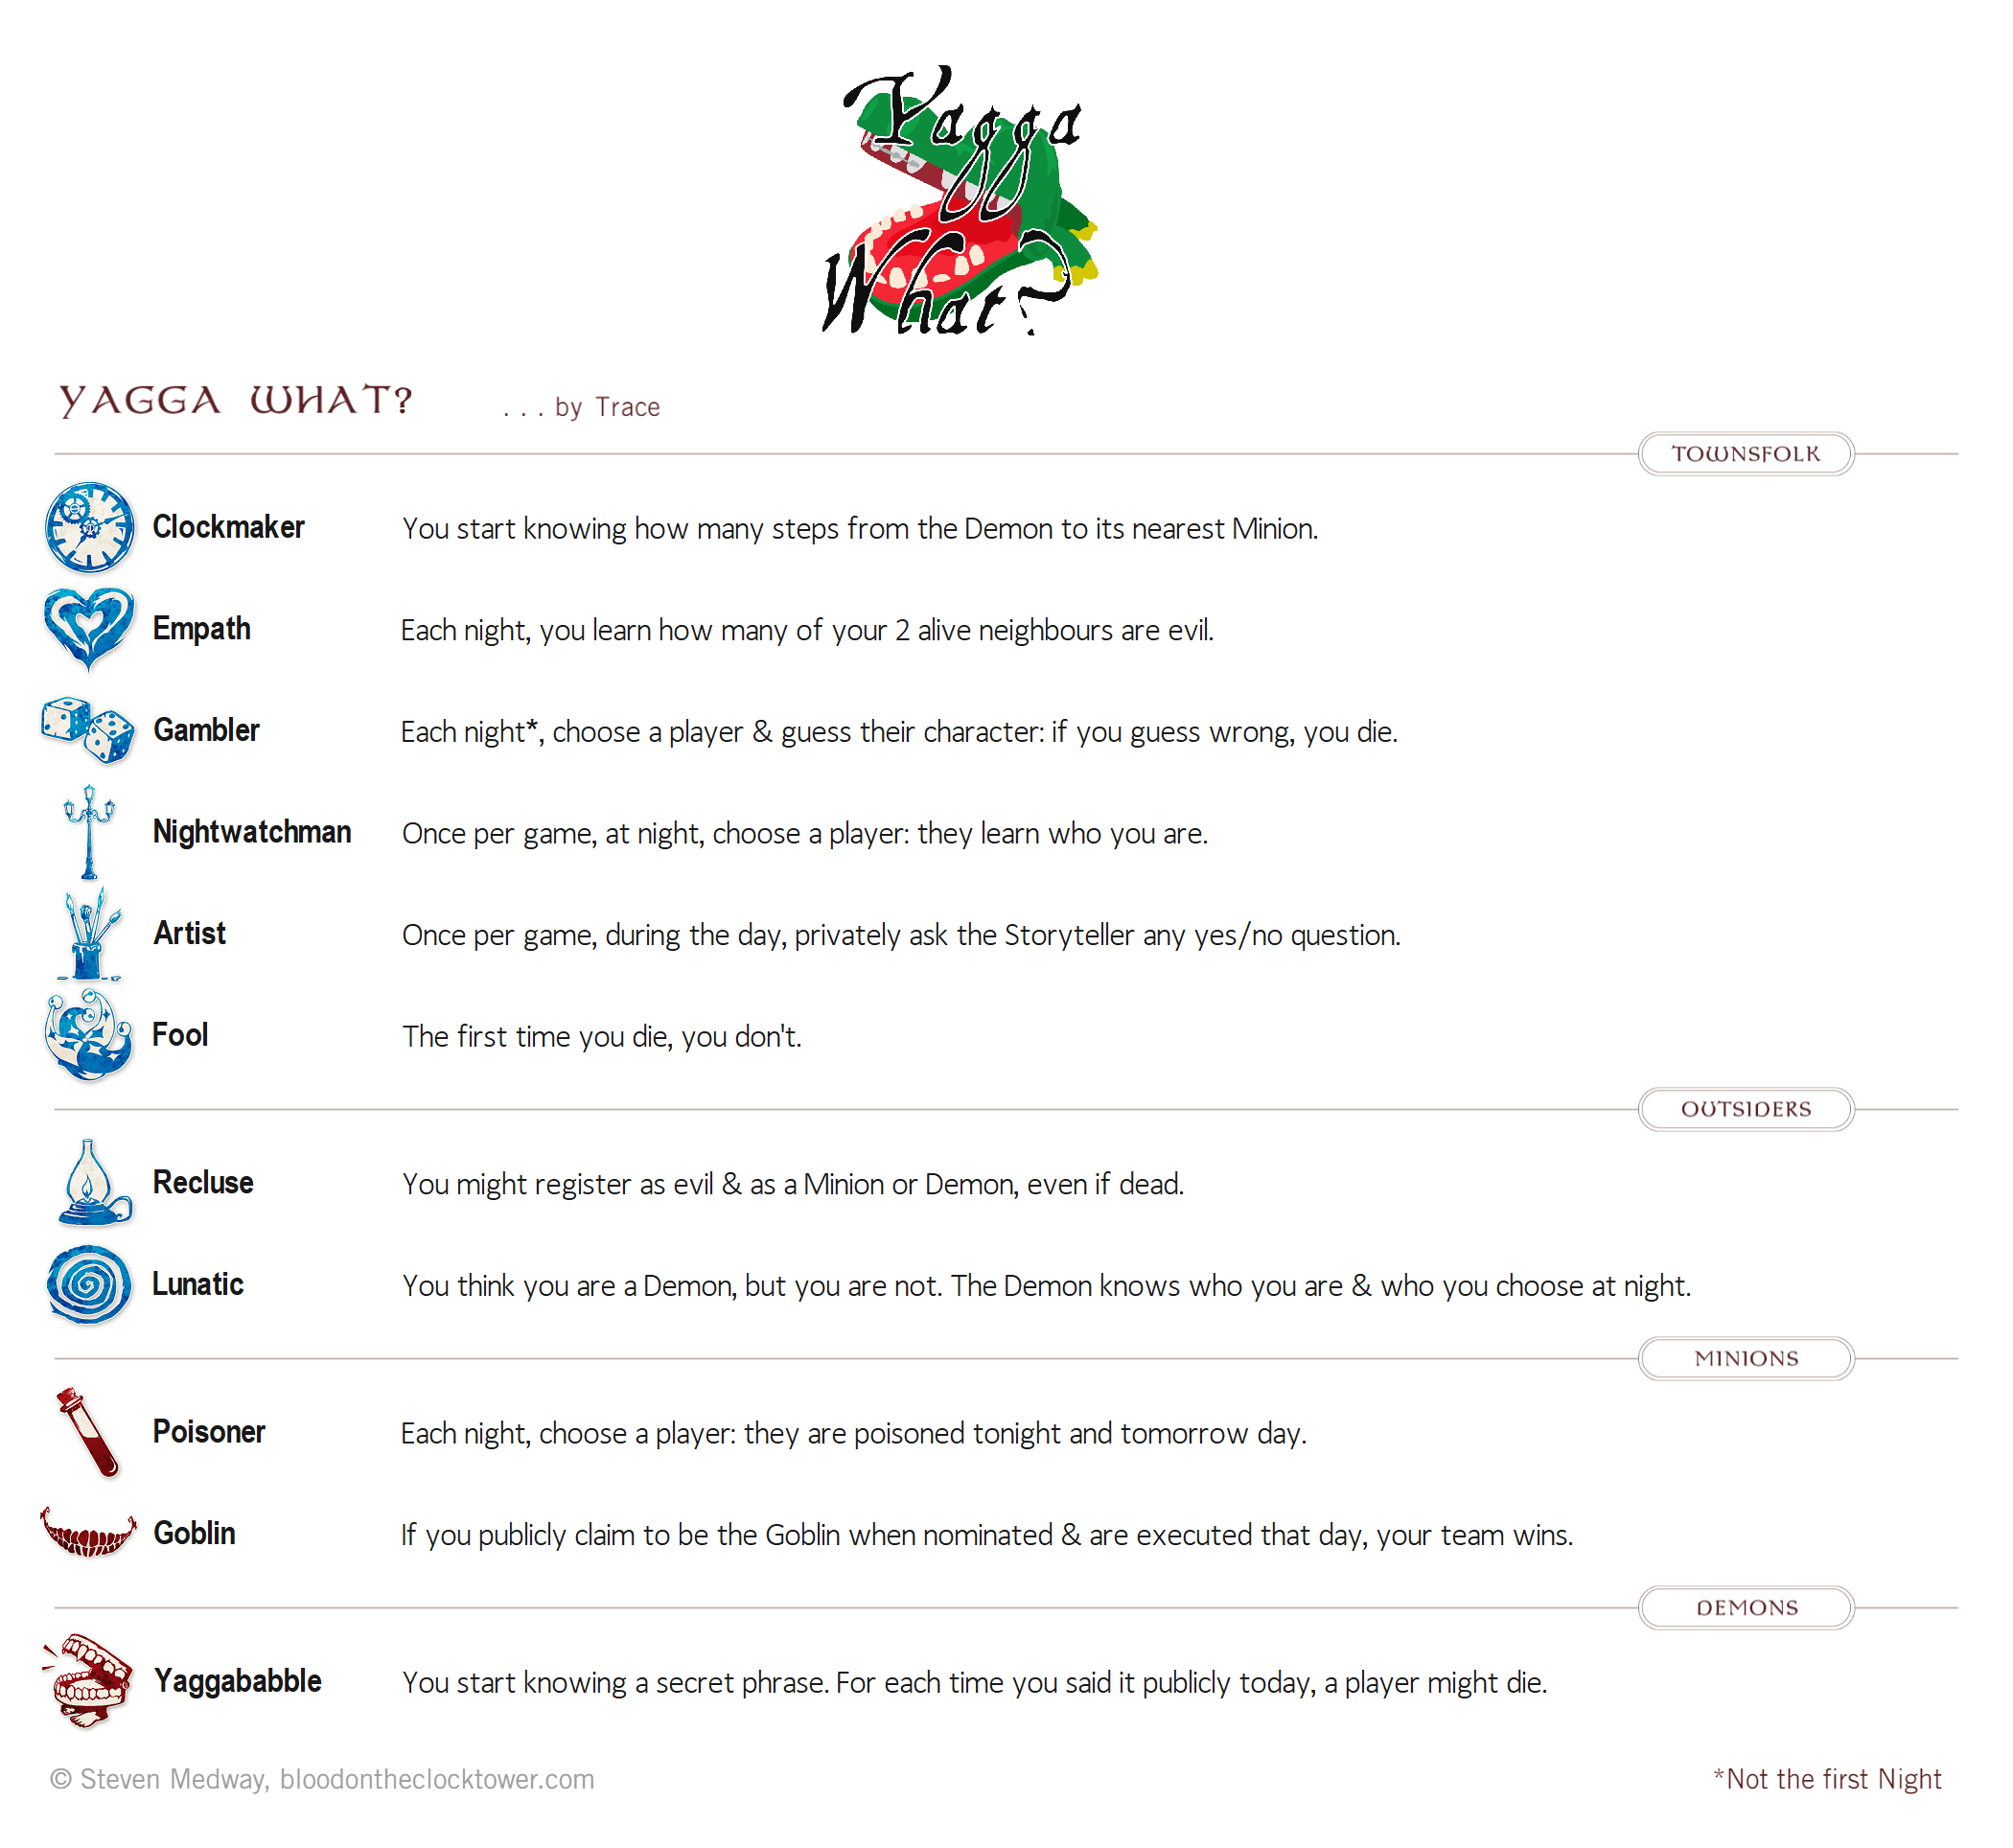 Yagga
What?
YAGGA WHAT? . . . by Trace
TOWNSFOLK
Clockmaker You start knowing how many steps from the Demon to its nearest Minion.
Empath Each night, you learn how many of your 2 alive neighbours are evil.
Gambler Each night*, choose a player & guess their character: if you guess wrong, you die.
Nightwatchman Once per game, at night, choose a player: they learn who you are.
Artist Once per game, during the day, privately ask the Storyteller any yes/no question.
Fool The first time you die, you don't.
OUTSIDERS
Recluse You might register as evil & as a Minion or Demon, even if dead.
Lunatic You think you are a Demon, but you are not. The Demon knows who you are & who you choose at night.
MINIONS
Poisoner Each night, choose a player: they are poisoned tonight and tomorrow day.
Goblin If you publicly claim to be the Goblin when nominated & are executed that day, your team wins.
DEMONS
Yaggababble You start knowing a secret phrase. For each time you said it publicly today, a player might die.
© Steven Medway, bloodontheclocktower.com *Not the first Night